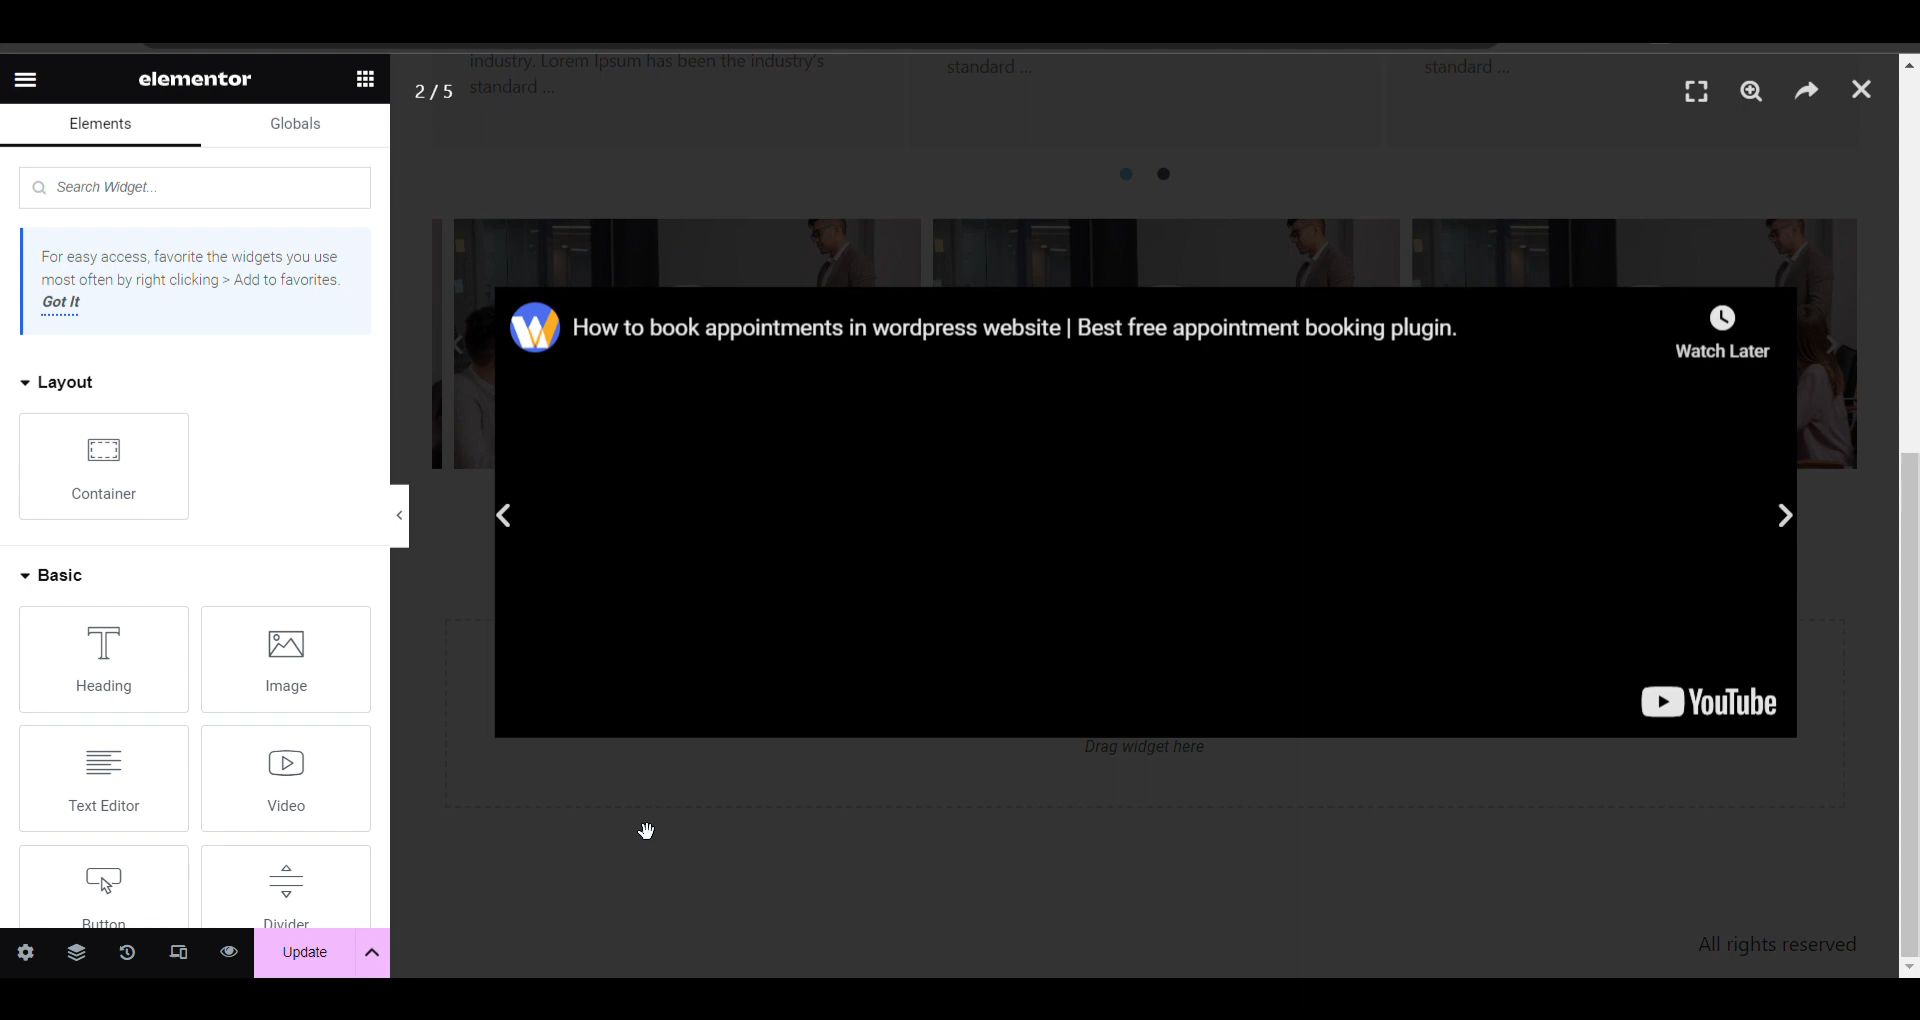 elementor
Elements
Globals
Search Widget...
For easy access, favorite the widgets you use
most often by right clicking > Add to favorites.
Got It
Layout
Container
Basic
Heading
Image
Text Editor
Video
Button
Divider
Update
industry. Lorem Ipsum has been the industry's
standard ...
standard ...
standard ...
2 / 5
How to book appointments in wordpress website | Best free appointment booking plugin.
Watch Later
YouTube
Drag widget here
All rights reserved